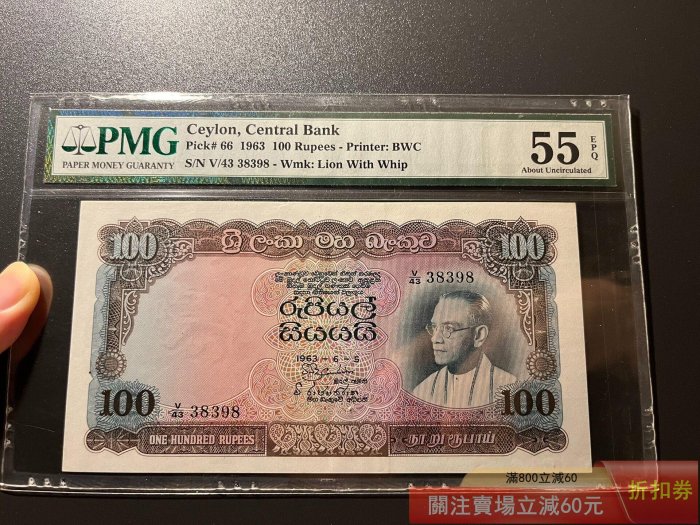 PMG
PAPER MONEY GUARANTY
Ceylon, Central Bank
Pick# 66 1963 100 Rupees - Printer: BWC
S/N V/43 38398 - Wmk: Lion With Whip
55
EPQ
About Uncirculated
100
ශ්‍රී ලංකා මහ බැංකුව
100
V/43 38398
රුපියල්
සියයයි
1963-6-5
100
V/43 38398
100
ONE HUNDRED RUPEES
நூறு ரூபாய்
滿800立減60
關注賣場立減60元
折扣券